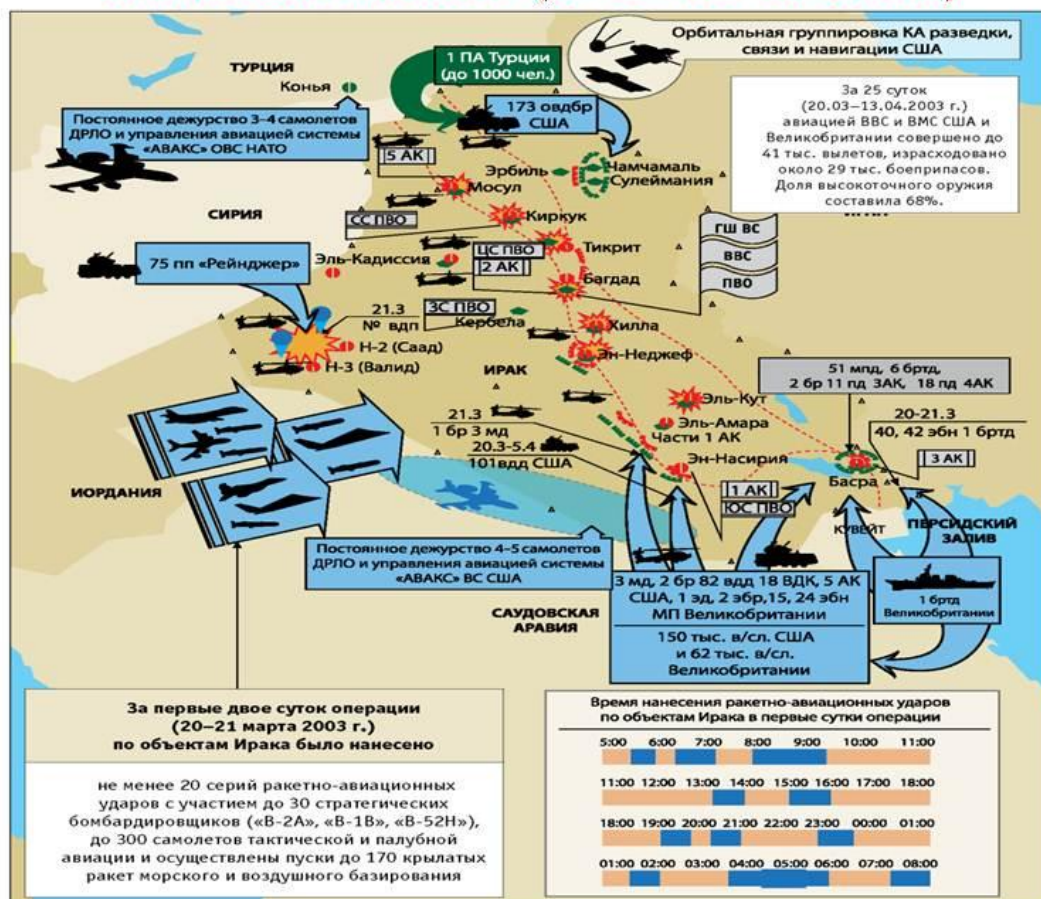 Орбитальная группировка КА разведки,
связи и навигации США
1 ПА Турции
(до 1000 чел.)
ТУРЦИЯ
Конья
173 овдбр
США
За 25 суток
(20.03–13.04.2003 г.)
авиацией ВВС и ВМС США и
Великобритании совершено до
41 тыс. вылетов, израсходовано
около 29 тыс. боеприпасов.
Доля высокоточного оружия
составила 68%.
Постоянное дежурство 3–4 самолетов
ДРЛО и управления авиацией системы
«АВАКС» ОВС НАТО
5 АК
Эрбиль
Чамчамаль
Сулеймания
Мосул
СИРИЯ
СС ПВО
Киркук
ГШ ВС
ВВС
ПВО
75 пп «Рейнджер»
Эль-Кадиссия
ЦС ПВО
2 АК
Тикрит
Багдад
21.3
№ вдп
ЗС ПВО
Кербела
Хилла
Н-2 (Саад)
Н-3 (Валид)
Эн-Неджеф
ИРАК
51 мпд, 6 бртд,
2 бр 11 пд 3АК, 18 пд 4АК
Эль-Кут
21.3
1 бр 3 мд
Эль-Амара
Части 1 АК
20-21.3
40, 42 эбн 1 бртд
20.3-5.4
101вдд США
Эн-Насирия
3 АК
Басра
ИОРДАНИЯ
1 АК
ЮС ПВО
КУВЕЙТ
ПЕРСИДСКИЙ
ЗАЛИВ
Постоянное дежурство 4–5 самолетов
ДРЛО и управления авиацией системы
«АВАКС» ВС США
САУДОВСКАЯ
АРАВИЯ
3 мд, 2 бр 82 вдд 18 ВДК, 5 АК
США, 1 эд, 2 эбр,15, 24 эбн
МП Великобритании
150 тыс. в/сл. США
и 62 тыс. в/сл.
Великобритании
1 бртд
Великобритании
За первые двое суток операции
(20–21 марта 2003 г.)
по объектам Ирака было нанесено
не менее 20 серий ракетно-авиационных
ударов с участием до 30 стратегических
бомбардировщиков («В-2А», «В-1В», «В-52Н»),
до 300 самолетов тактической и палубной
авиации и осуществлены пуски до 170 крылатых
ракет морского и воздушного базирования
Время нанесения ракетно-авиационных ударов
по объектам Ирака в первые сутки операции
5:00 6:00 7:00 8:00 9:00 10:00 11:00
11:00 12:00 13:00 14:00 15:00 16:00 17:00 18:00
18:00 19:00 20:00 21:00 22:00 23:00 00:00 01:00
01:00 02:00 03:00 04:00 05:00 06:00 07:00 08:00